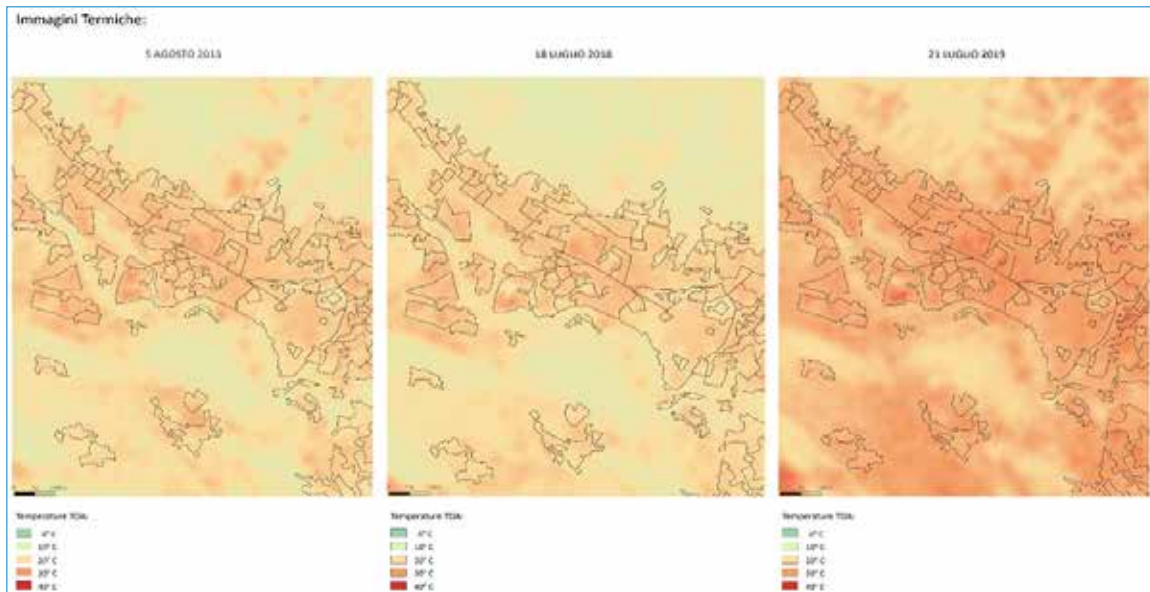 Immagini Termiche:
5 AGOSTO 2013
18 LUGLIO 2018
21 LUGLIO 2019
Temperature TOA:
Temperature TOA:
Temperature TOA:
10° C
20° C
30° C
40° C
10° C
20° C
30° C
40° C
10° C
20° C
30° C
40° C